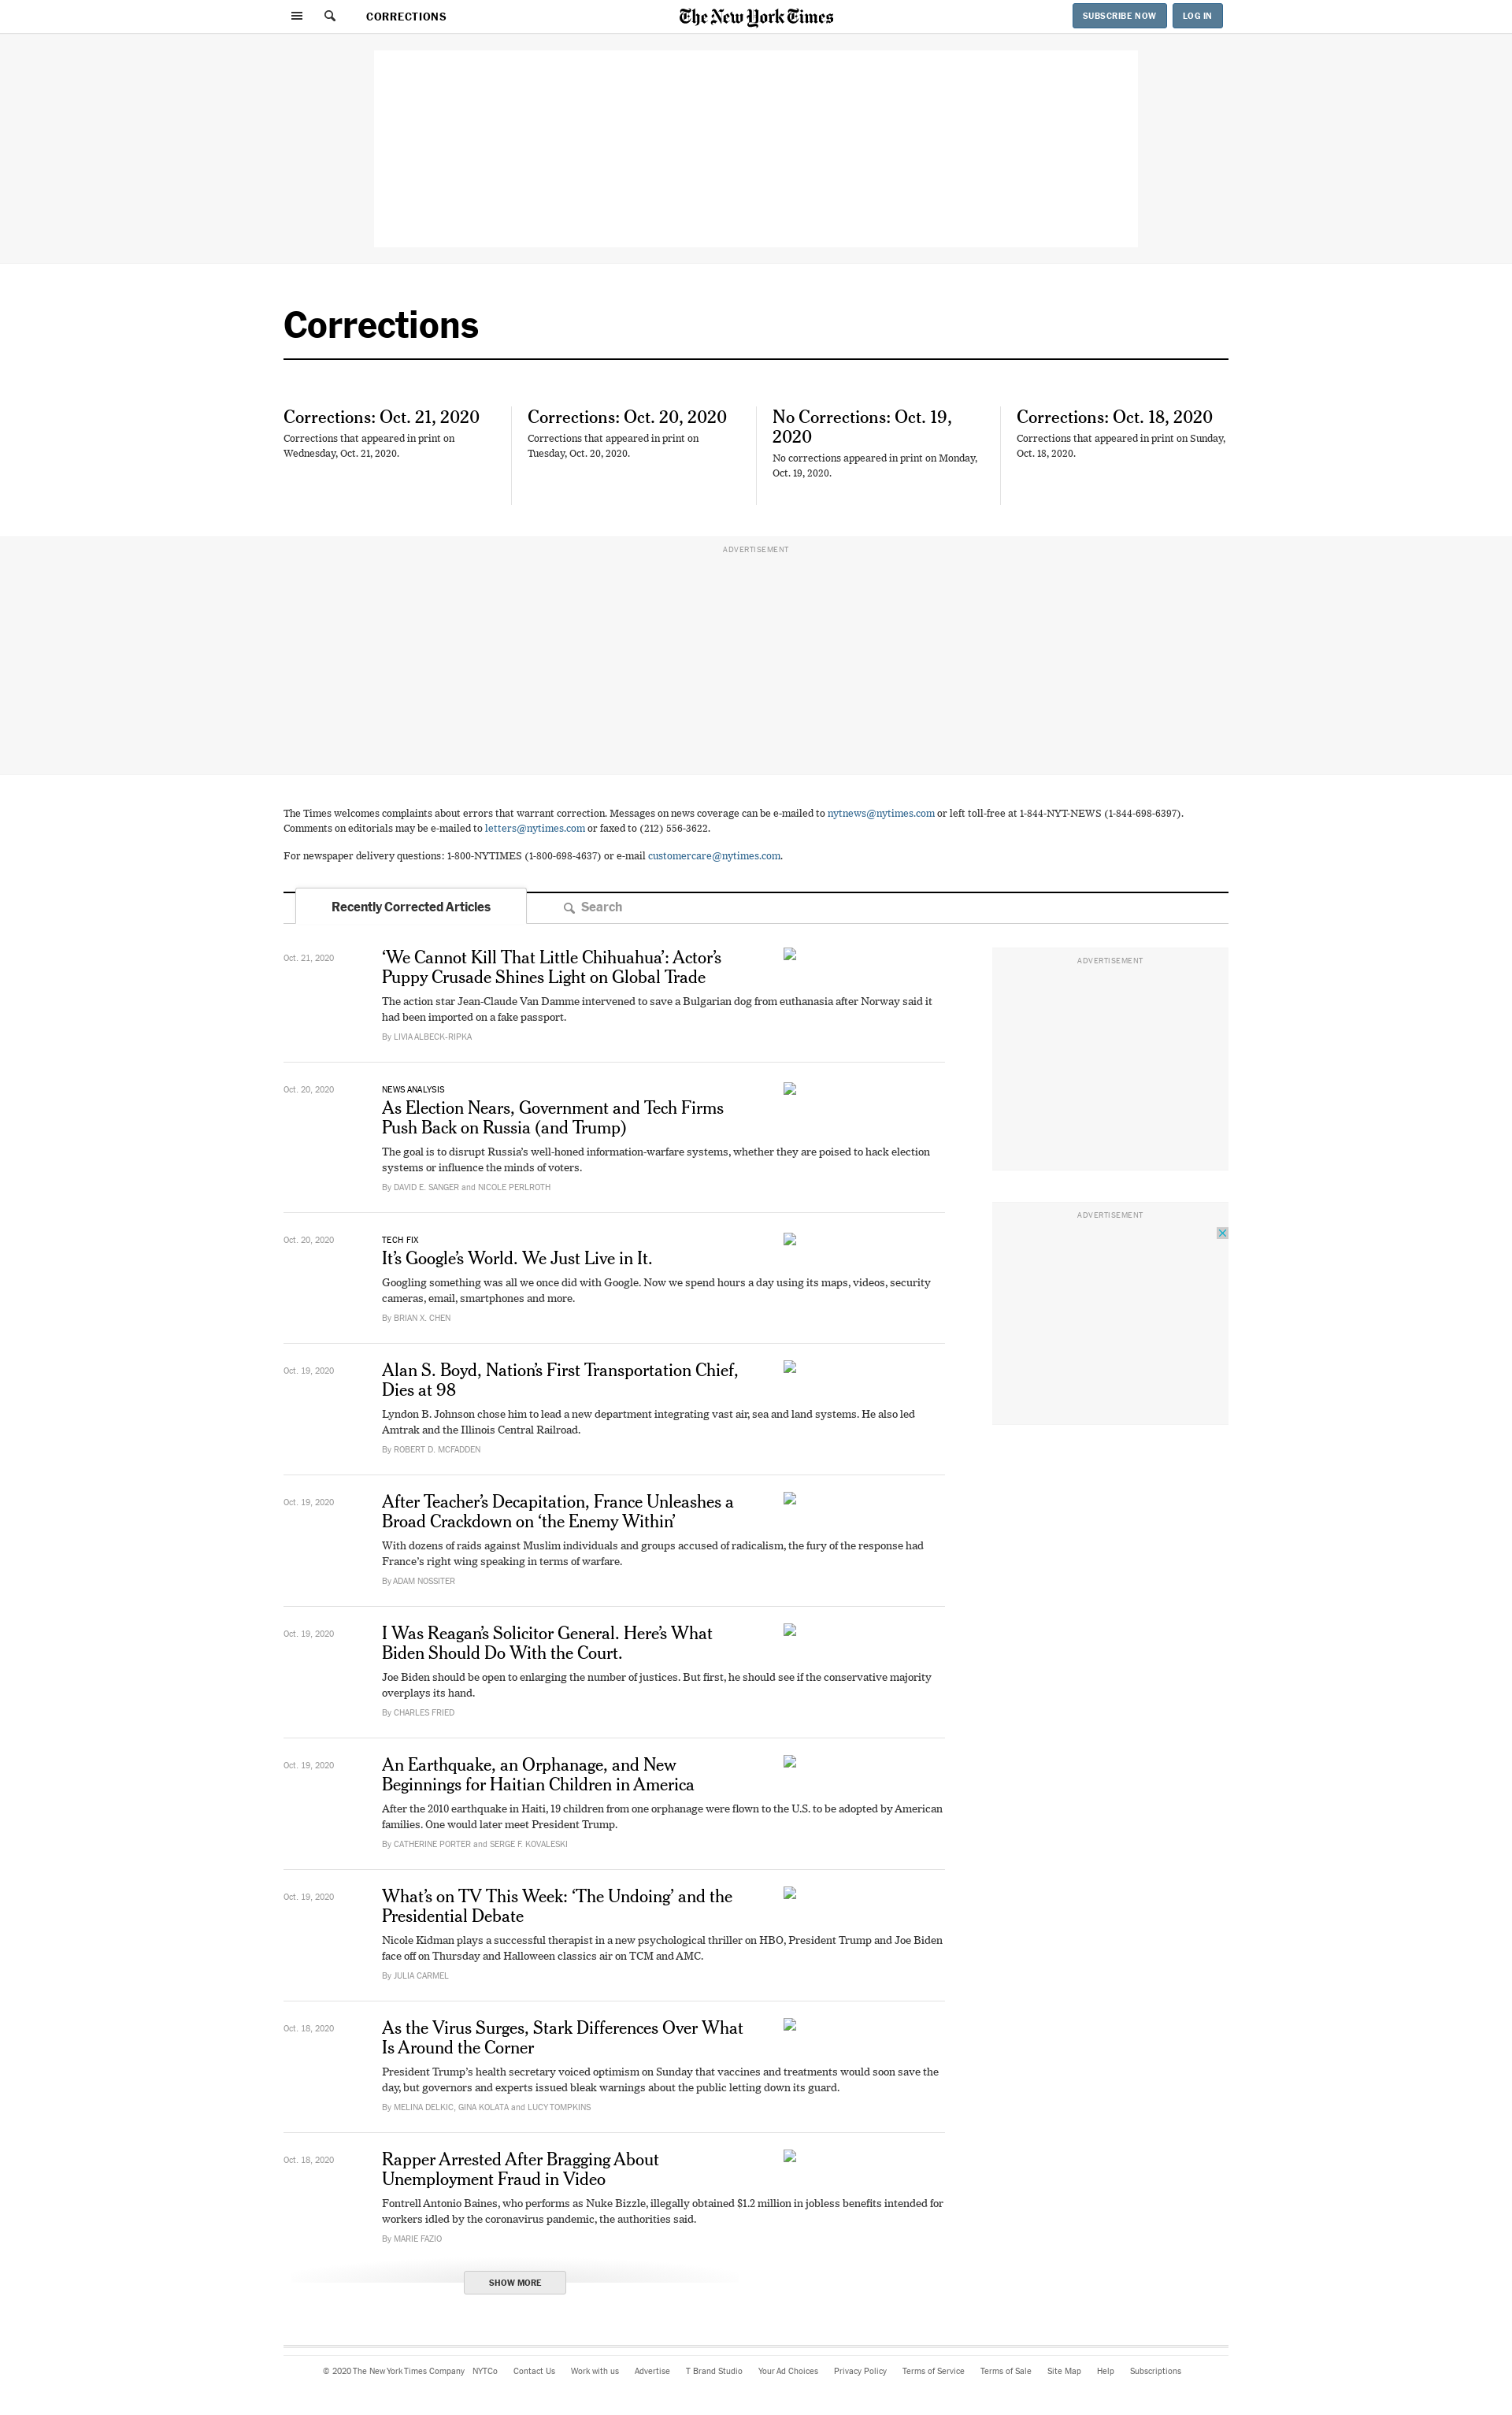 CORRECTIONS
The New York Times
SUBSCRIBE NOW
LOG IN
Corrections
Corrections: Oct. 21, 2020
Corrections that appeared in print on
Wednesday, Oct. 21, 2020.
Corrections: Oct. 20, 2020
Corrections that appeared in print on
Tuesday, Oct. 20, 2020.
No Corrections: Oct. 19,
2020
No corrections appeared in print on Monday,
Oct. 19, 2020.
Corrections: Oct. 18, 2020
Corrections that appeared in print on Sunday,
Oct. 18, 2020.
ADVERTISEMENT
The Times welcomes complaints about errors that warrant correction. Messages on news coverage can be e-mailed to nytnews@nytimes.com or left toll-free at 1-844-NYT-NEWS (1-844-698-6397).
Comments on editorials may be e-mailed to letters@nytimes.com or faxed to (212) 556-3622.
For newspaper delivery questions: 1-800-NYTIMES (1-800-698-4637) or e-mail customercare@nytimes.com.
Recently Corrected Articles
Search
Oct. 21, 2020
‘We Cannot Kill That Little Chihuahua’: Actor’s
Puppy Crusade Shines Light on Global Trade
The action star Jean-Claude Van Damme intervened to save a Bulgarian dog from euthanasia after Norway said it
had been imported on a fake passport.
By LIVIA ALBECK-RIPKA
ADVERTISEMENT
Oct. 20, 2020
NEWS ANALYSIS
As Election Nears, Government and Tech Firms
Push Back on Russia (and Trump)
The goal is to disrupt Russia’s well-honed information-warfare systems, whether they are poised to hack election
systems or influence the minds of voters.
By DAVID E. SANGER and NICOLE PERLROTH
ADVERTISEMENT
Oct. 20, 2020
TECH FIX
It’s Google’s World. We Just Live in It.
Googling something was all we once did with Google. Now we spend hours a day using its maps, videos, security
cameras, email, smartphones and more.
By BRIAN X. CHEN
Oct. 19, 2020
Alan S. Boyd, Nation’s First Transportation Chief,
Dies at 98
Lyndon B. Johnson chose him to lead a new department integrating vast air, sea and land systems. He also led
Amtrak and the Illinois Central Railroad.
By ROBERT D. MCFADDEN
Oct. 19, 2020
After Teacher’s Decapitation, France Unleashes a
Broad Crackdown on ‘the Enemy Within’
With dozens of raids against Muslim individuals and groups accused of radicalism, the fury of the response had
France’s right wing speaking in terms of warfare.
By ADAM NOSSITER
Oct. 19, 2020
I Was Reagan’s Solicitor General. Here’s What
Biden Should Do With the Court.
Joe Biden should be open to enlarging the number of justices. But first, he should see if the conservative majority
overplays its hand.
By CHARLES FRIED
Oct. 19, 2020
An Earthquake, an Orphanage, and New
Beginnings for Haitian Children in America
After the 2010 earthquake in Haiti, 19 children from one orphanage were flown to the U.S. to be adopted by American
families. One would later meet President Trump.
By CATHERINE PORTER and SERGE F. KOVALESKI
Oct. 19, 2020
What’s on TV This Week: ‘The Undoing’ and the
Presidential Debate
Nicole Kidman plays a successful therapist in a new psychological thriller on HBO, President Trump and Joe Biden
face off on Thursday and Halloween classics air on TCM and AMC.
By JULIA CARMEL
Oct. 18, 2020
As the Virus Surges, Stark Differences Over What
Is Around the Corner
President Trump’s health secretary voiced optimism on Sunday that vaccines and treatments would soon save the
day, but governors and experts issued bleak warnings about the public letting down its guard.
By MELINA DELKIC, GINA KOLATA and LUCY TOMPKINS
Oct. 18, 2020
Rapper Arrested After Bragging About
Unemployment Fraud in Video
Fontrell Antonio Baines, who performs as Nuke Bizzle, illegally obtained $1.2 million in jobless benefits intended for
workers idled by the coronavirus pandemic, the authorities said.
By MARIE FAZIO
SHOW MORE
© 2020 The New York Times Company NYTCo Contact Us Work with us Advertise T Brand Studio Your Ad Choices Privacy Policy Terms of Service Terms of Sale Site Map Help Subscriptions